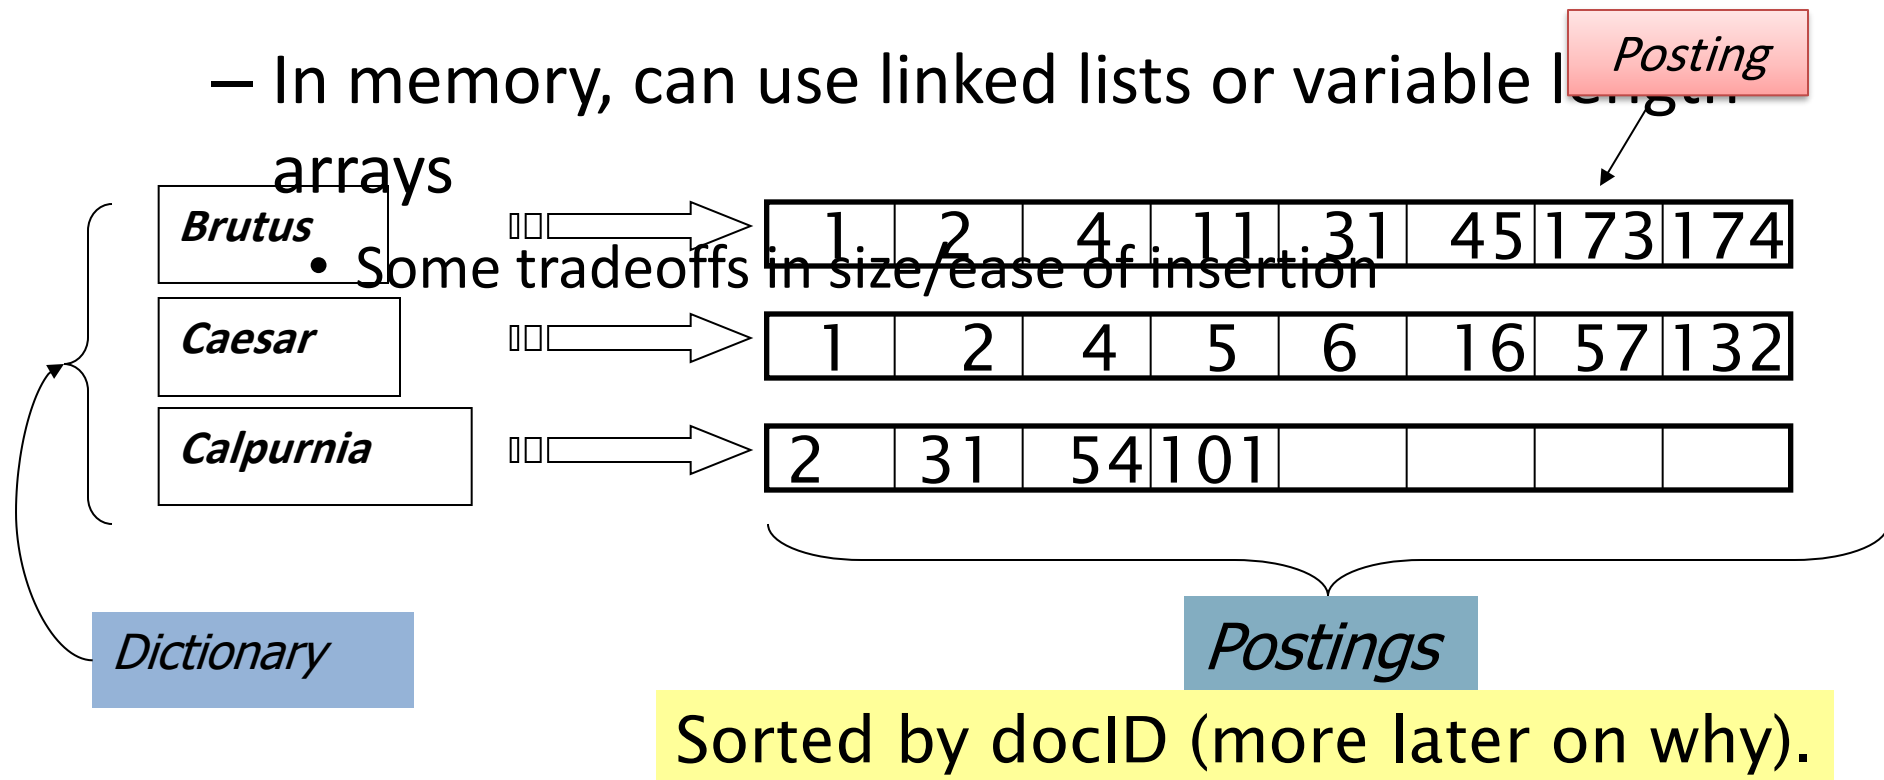 – In memory, can use linked lists or variable length
Posting
arrays
Brutus 1 2 4 11 31 45 173 174
• Some tradeoffs in size/ease of insertion
Caesar 1 2 4 5 6 16 57 132
Calpurnia 2 31 54 101
Dictionary
Postings
Sorted by docID (more later on why).